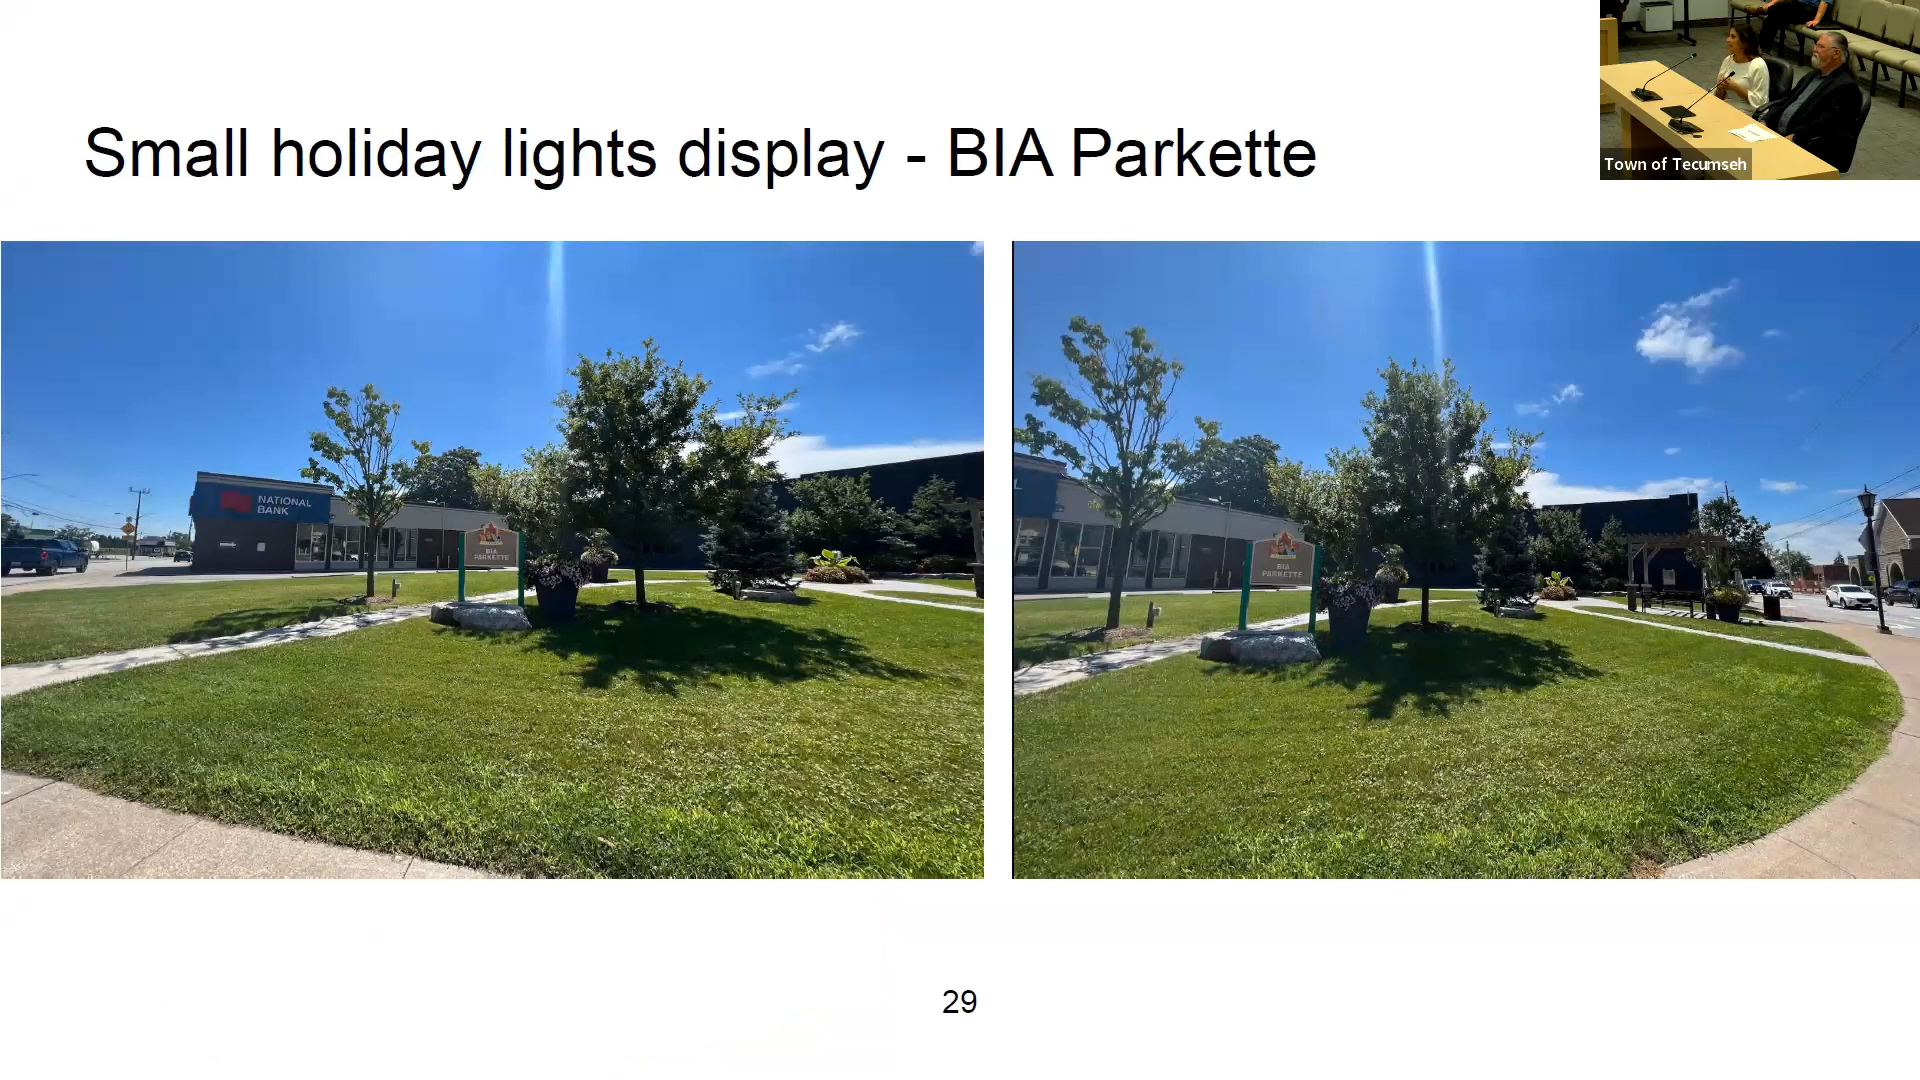 Small holiday lights display - BIA Parkette
Town of Tecumseh
NATIONAL
BANK
BIA
PARKETTE
BIA
PARKETTE
29